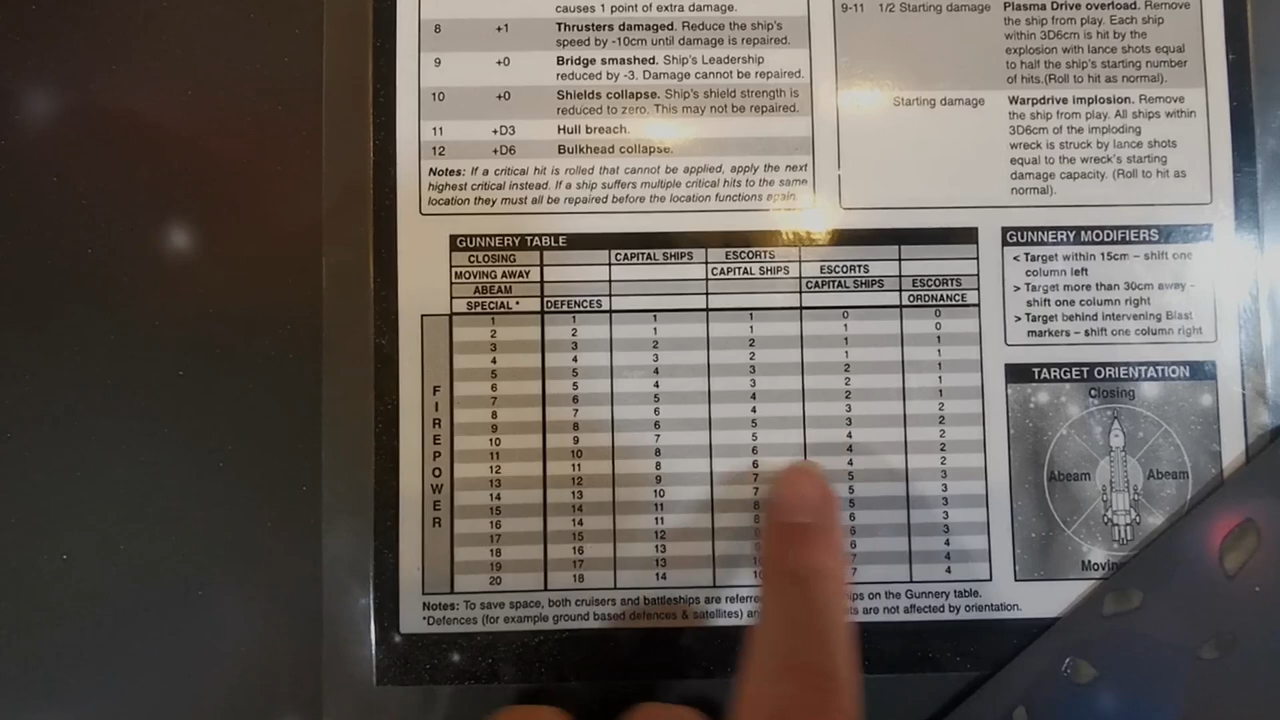 causes 1 point of extra damage.
8 +1 Thrusters damaged. Reduce the ship's
speed by -10cm until damage is repaired.
9 +0 Bridge smashed. Ship's Leadership
reduced by -3. Damage cannot be repaired.
10 +0 Shields collapse. Ship's shield strength is
reduced to zero. This may not be repaired.
11 +D3 Hull breach.
12 +D6 Bulkhead collapse.
Notes: If a critical hit is rolled that cannot be applied, apply the next
highest critical instead. If a ship suffers multiple critical hits to the same
location they must all be repaired before the location functions again.
9-11 1/2 Starting damage Plasma Drive overload. Remove
the ship from play. Each ship
within 3D6cm is hit by the
explosion with lance shots equal
to half the ship's starting number
of hits.(Roll to hit as normal).
Starting damage Warpdrive implosion. Remove
the ship from play. All ships within
3D6cm of the imploding
wreck is struck by lance shots
equal to the wreck's starting
damage capacity. (Roll to hit as
normal).
GUNNERY TABLE
CLOSING CAPITAL SHIPS ESCORTS
MOVING AWAY CAPITAL SHIPS ESCORTS
ABEAM CAPITAL SHIPS ESCORTS
SPECIAL * DEFENCES ORDNANCE
FIREPOWER
1 1 1 1 0 0
2 2 1 1 1 0
3 3 2 2 1 1
4 4 3 2 1 1
5 5 4 3 2 1
6 5 4 3 2 1
7 6 5 4 2 1
8 7 6 4 3 2
9 8 6 5 3 2
10 9 7 5 4 2
11 10 8 6 4 2
12 11 8 6 4 2
13 12 9 7 5 3
14 13 10 7 5 3
15 14 11 8 5 3
16 14 11 8 6 3
17 15 12 6 3
18 16 13 6 4
19 17 13 7 4
20 18 14 7 4
Notes: To save space, both cruisers and battleships are on the Gunnery table.
*Defences (for example ground based defences & satellites) are not affected by orientation.
GUNNERY MODIFIERS
< Target within 15cm – shift one
column left
> Target more than 30cm away –
shift one column right
> Target behind intervening Blast
markers – shift one column right
TARGET ORIENTATION
Closing
Abeam Abeam